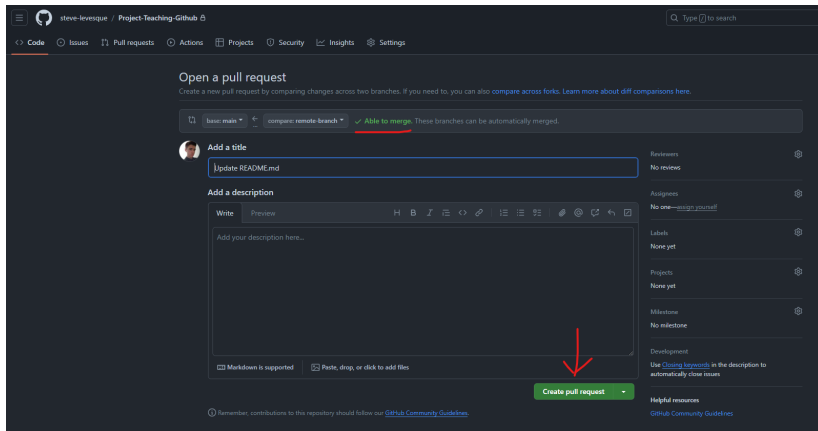 steve-levesque / Project-Teaching-Github
Type / to search
<> Code Issues Pull requests Actions Projects Security Insights Settings
Open a pull request
Create a new pull request by comparing changes across two branches. If you need to, you can also compare across forks. Learn more about diff comparisons here.
base: main compare: remote-branch Able to merge. These branches can be automatically merged.
Add a title
Update README.md
Add a description
Write Preview
Add your description here...
Markdown is supported Paste, drop, or click to add files
Create pull request
Remember, contributions to this repository should follow our GitHub Community Guidelines.
Reviewers
No reviews
Assignees
No one—assign yourself
Labels
None yet
Projects
None yet
Milestone
No milestone
Development
Use Closing keywords in the description to
automatically close issues
Helpful resources
GitHub Community Guidelines